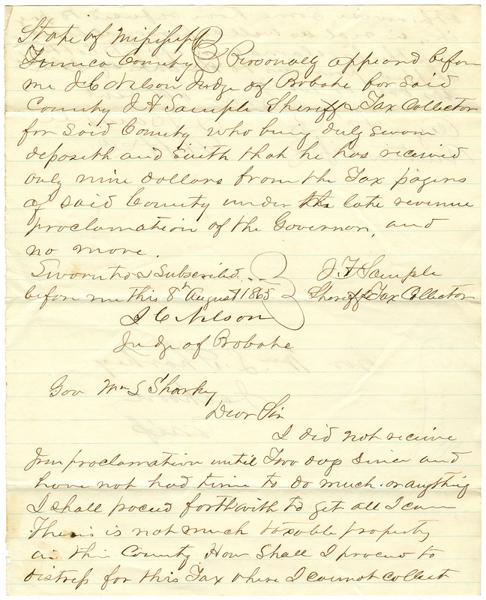 State of Mississippi
Tunica County Personally appeard before
me J C Nelson Judge of Probate for Said
County J F Sample Sheriff & Tax Collector
for Said County who being duly sworn
deposeth and saith that he has received
only nine dollars from the Tax payers
of said County under the late revenue
proclamation of the Governor, and
no more.
Sworn to & Subscribed J F Sample
before me this 8th August 1865 Sheriff & Tax Collector
J C Nelson
Judge of Probate
Gov Wm L Sharkey
Dear Sir
I did not receive
your proclamation until Two days since and
have not had time to do much or anything
I shall proceed forthwith to get all I can
There is not much taxable property
in this County How Shall I proceed to
distress for this Tax where I cannot collect